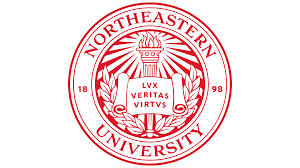 NORTHEASTERN
LVX
VERITAS
VIRTVS
18 98
UNIVERSITY